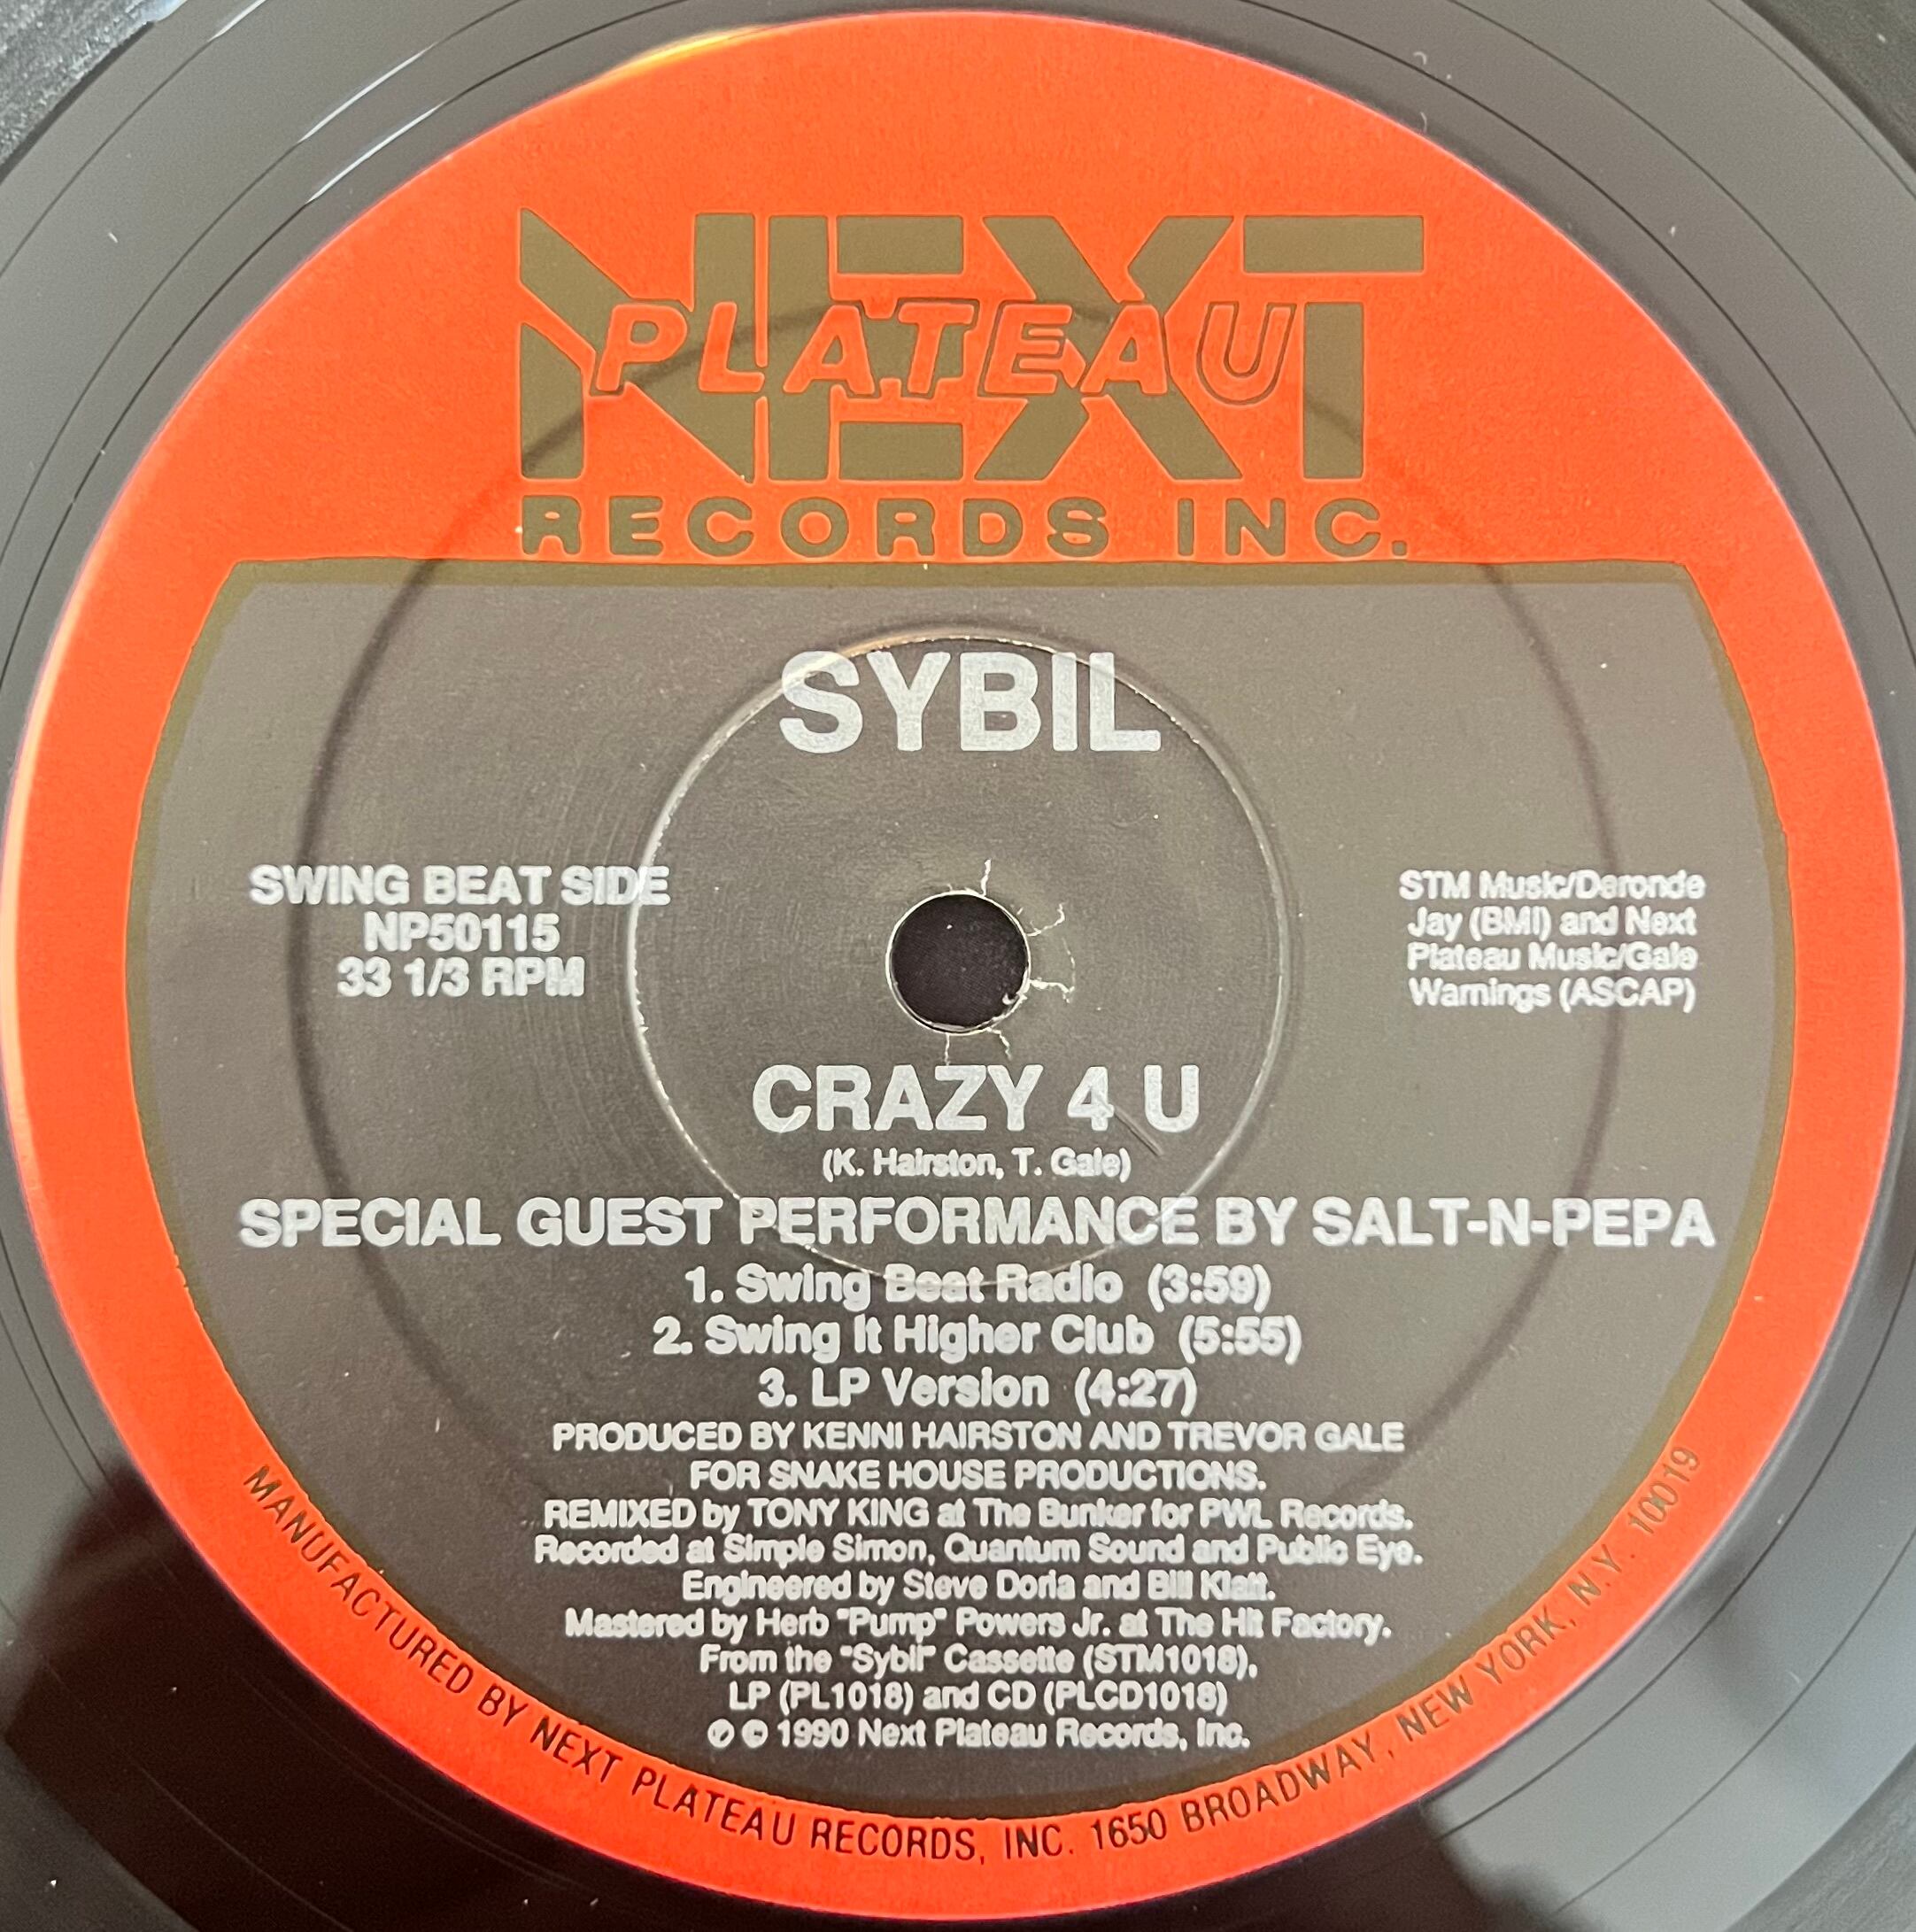 NEXT
PLATEAU
RECORDS INC.
SYBIL
SWING BEAT SIDE
NP50115
33 1/3 RPM
STM Music/Deronde
Jay (BMI) and Next
Plateau Music/Gale
Warnings (ASCAP)
CRAZY 4 U
(K. Hairston, T. Gale)
SPECIAL GUEST PERFORMANCE BY SALT-N-PEPA
1. Swing Beat Radio (3:59)
2. Swing It Higher Club (5:55)
3. LP Version (4:27)
PRODUCED BY KENNI HAIRSTON AND TREVOR GALE
FOR SNAKE HOUSE PRODUCTIONS.
REMIXED by TONY KING at The Bunker for PWL Records.
Recorded at Simple Simon, Quantum Sound and Public Eye.
Engineered by Steve Doria and Bill Klatt.
Mastered by Herb "Pump" Powers Jr. at The Hit Factory.
From the "Sybil" Cassette (STM1018),
LP (PL1018) and CD (PLCD1018)
℗ © 1990 Next Plateau Records, Inc.
MANUFACTURED BY NEXT PLATEAU RECORDS, INC. 1650 BROADWAY, NEW YORK, N.Y. 10019